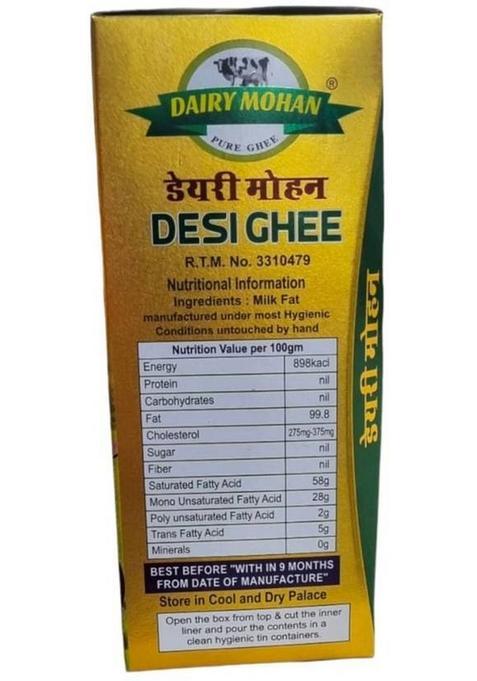 DAIRY MOHAN ®
PURE GHEE
डेयरी मोहन
DESI GHEE
R.T.M. No. 3310479
Nutritional Information
Ingredients : Milk Fat
manufactured under most Hygienic
Conditions untouched by hand
Nutrition Value per 100gm
Energy 898kacl
Protein nil
Carbohydrates nil
Fat 99.8
Cholesterol 275mg-375mg
Sugar nil
Fiber nil
Saturated Fatty Acid 58g
Mono Unsaturated Fatty Acid 28g
Poly unsaturated Fatty Acid 2g
Trans Fatty Acid 5g
Minerals 0g
BEST BEFORE "WITH IN 9 MONTHS
FROM DATE OF MANUFACTURE"
Store in Cool and Dry Palace
Open the box from top & cut the inner
liner and pour the contents in a
clean hygienic tin containers.
डेयरी मोहन